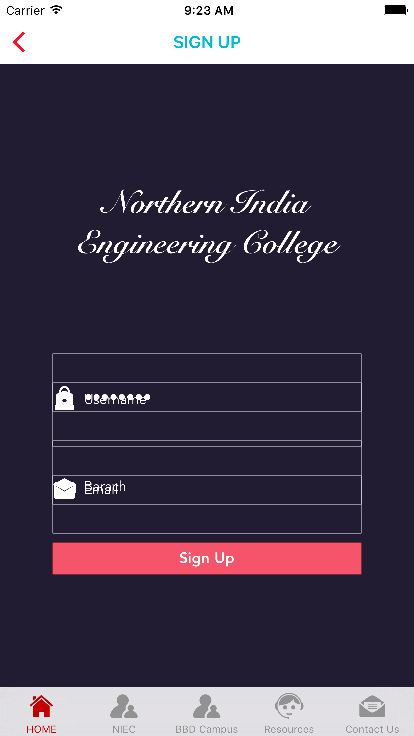 Carrier 9:23 AM
SIGN UP
Northern India
Engineering College
Username
Email
Sign Up
HOME NIEC BBD Campus Resources Contact Us